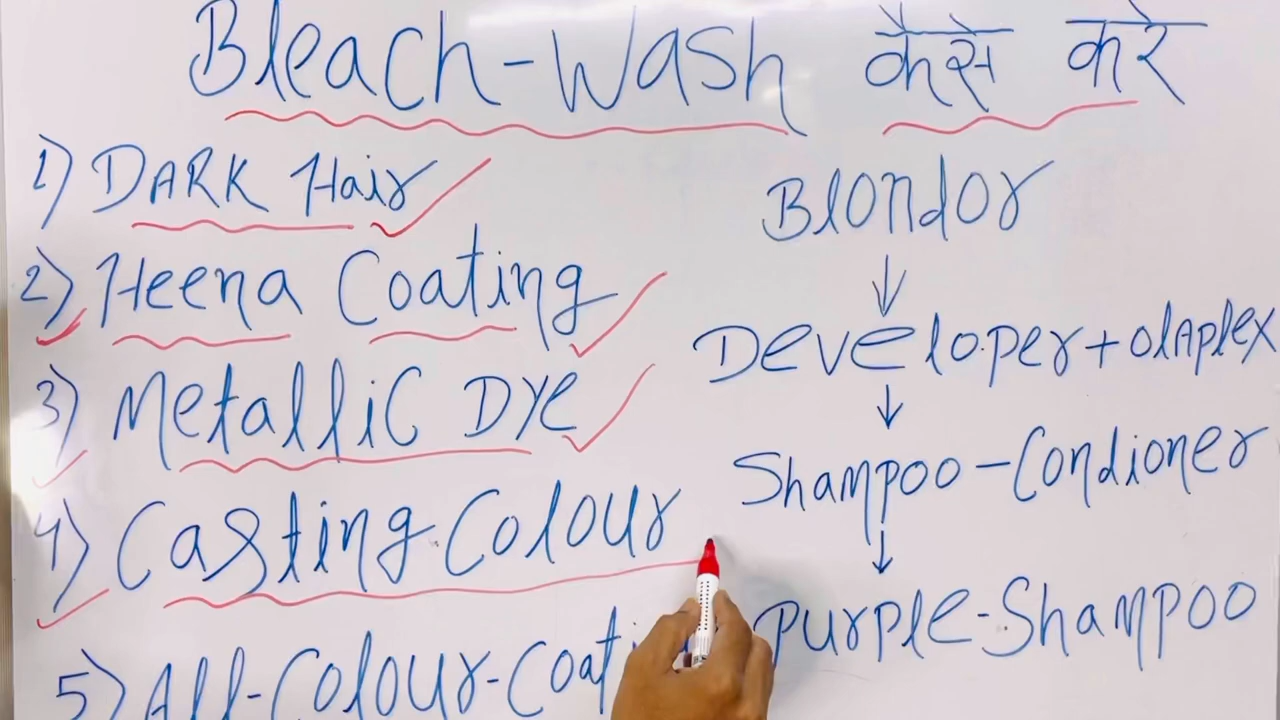 Bleach-Wash कैसे करे
1) DARK Hair
2) Heena Coating
3) Metallic Dye
4) Casting Colour
5) All-Colour-
Blondor
↓
Developer + olAplex
↓
Shampoo - Condioner
↓
Purple-Shampoo